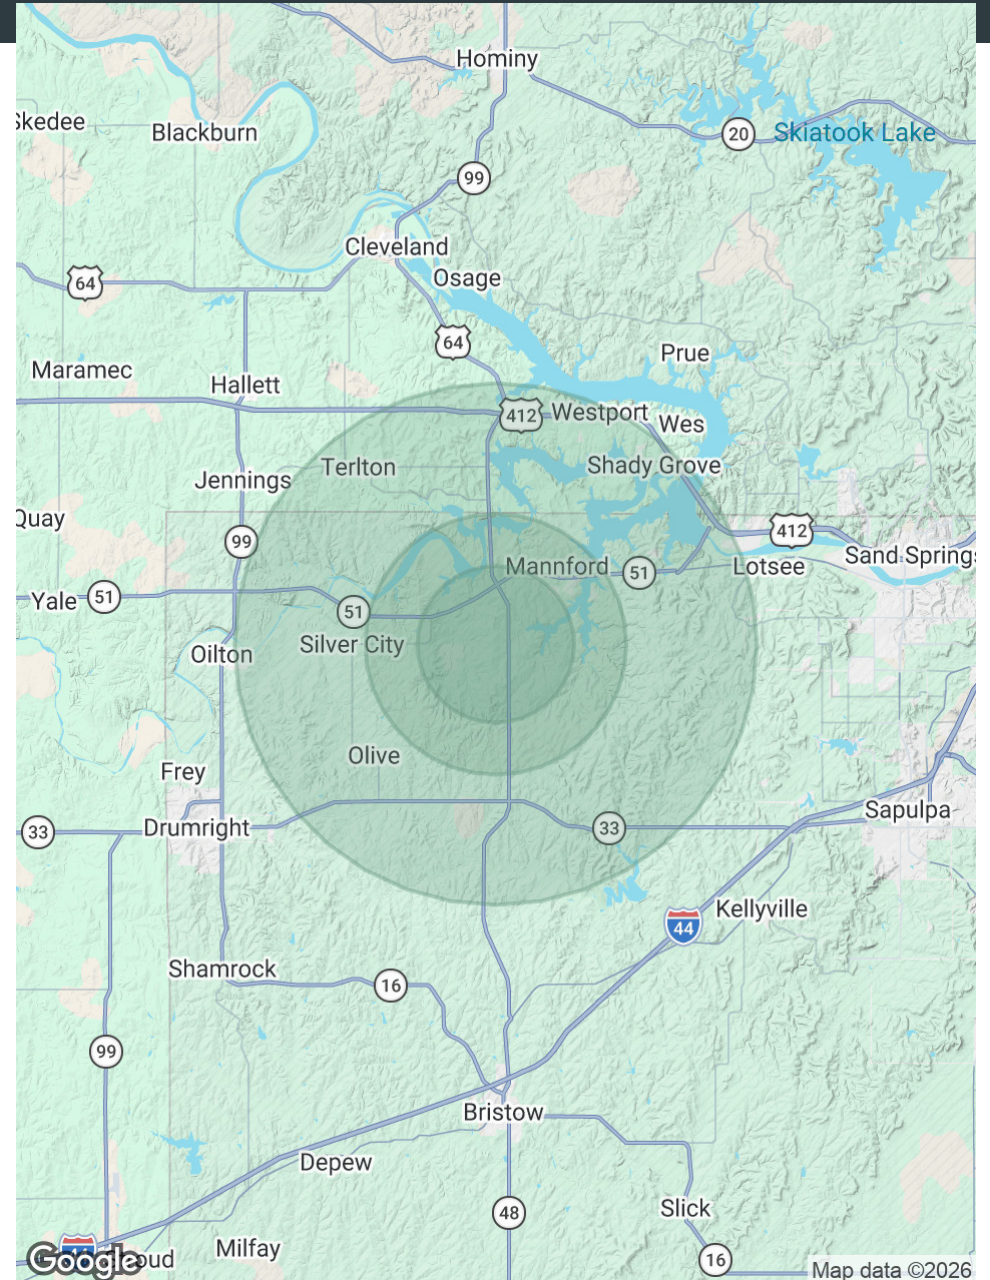 Hominy
Skedee
Blackburn
20
Skiatook Lake
99
Cleveland
Osage
64
64
Prue
Maramec
Hallett
412
Westport
Wes
Terlton
Shady Grove
Jennings
Quay
99
412
Sand Springs
Mannford
51
Lotsee
Yale
51
51
Silver City
Oilton
Olive
Frey
Sapulpa
33
Drumright
33
Kellyville
44
Shamrock
16
99
Bristow
Depew
Slick
48
Milfay
44
oud
16
Google
Map data ©2026